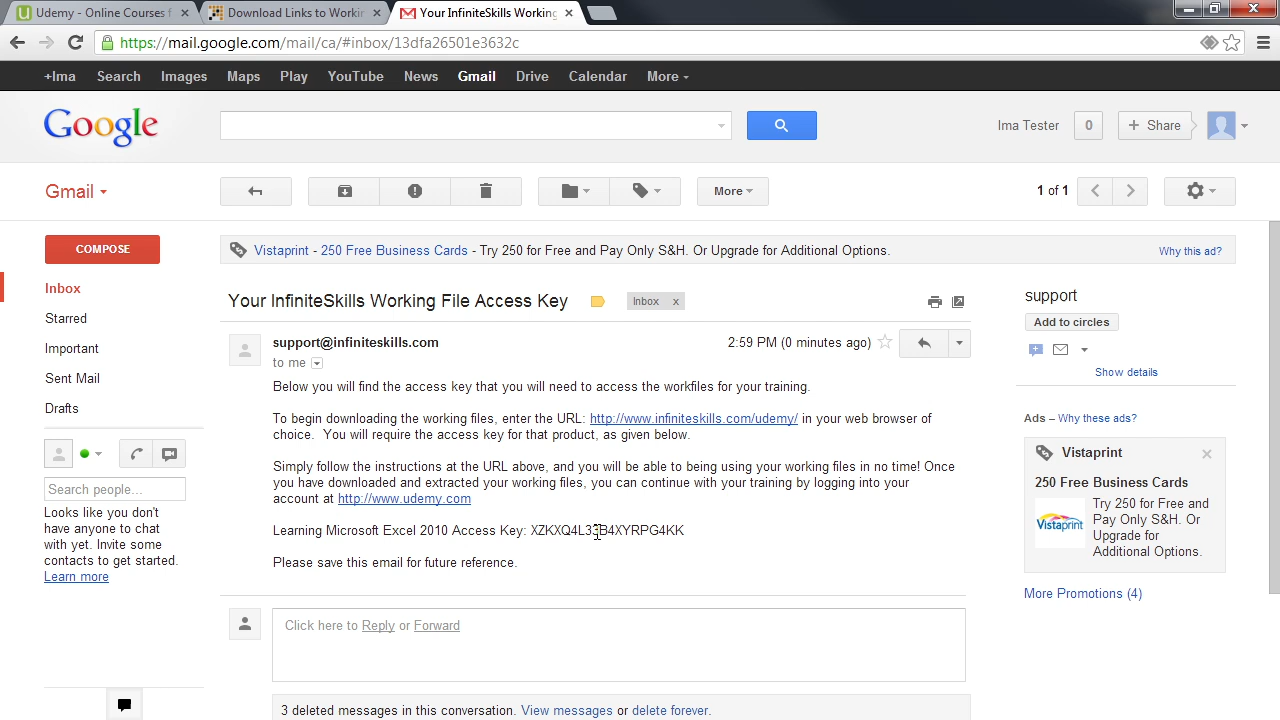 Udemy - Online Courses f
Download Links to Workin
Your InfiniteSkills Working
https://mail.google.com/mail/ca/#inbox/13dfa26501e3632c
+Ima Search Images Maps Play YouTube News Gmail Drive Calendar More
Google
Ima Tester 0 + Share
Gmail
More
1 of 1
COMPOSE
Inbox
Starred
Important
Sent Mail
Drafts
Search people...
Looks like you don't
have anyone to chat
with yet. Invite some
contacts to get started.
Learn more
Vistaprint - 250 Free Business Cards - Try 250 for Free and Pay Only S&H. Or Upgrade for Additional Options.
Why this ad?
Your InfiniteSkills Working File Access Key
Inbox x
support@infiniteskills.com
2:59 PM (0 minutes ago)
to me
Below you will find the access key that you will need to access the workfiles for your training.
To begin downloading the working files, enter the URL: http://www.infiniteskills.com/udemy/ in your web browser of
choice. You will require the access key for that product, as given below.
Simply follow the instructions at the URL above, and you will be able to being using your working files in no time! Once
you have downloaded and extracted your working files, you can continue with your training by logging into your
account at http://www.udemy.com
Learning Microsoft Excel 2010 Access Key:
Please save this email for future reference.
Click here to Reply or Forward
3 deleted messages in this conversation. View messages or delete forever.
support
Add to circles
Show details
Ads – Why these ads?
Vistaprint
250 Free Business Cards
Vistaprint
Try 250 for Free and
Pay Only S&H. Or
Upgrade for
Additional Options.
More Promotions (4)